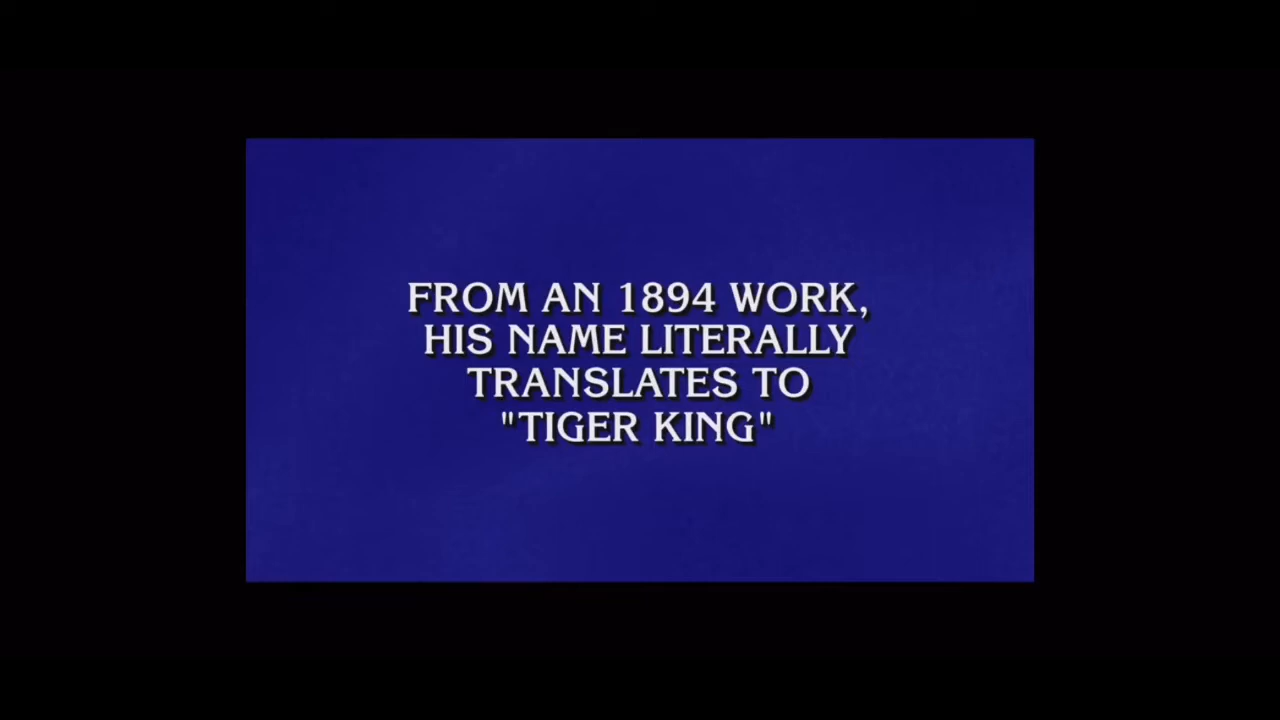 FROM AN 1894 WORK,
HIS NAME LITERALLY
TRANSLATES TO
"TIGER KING"